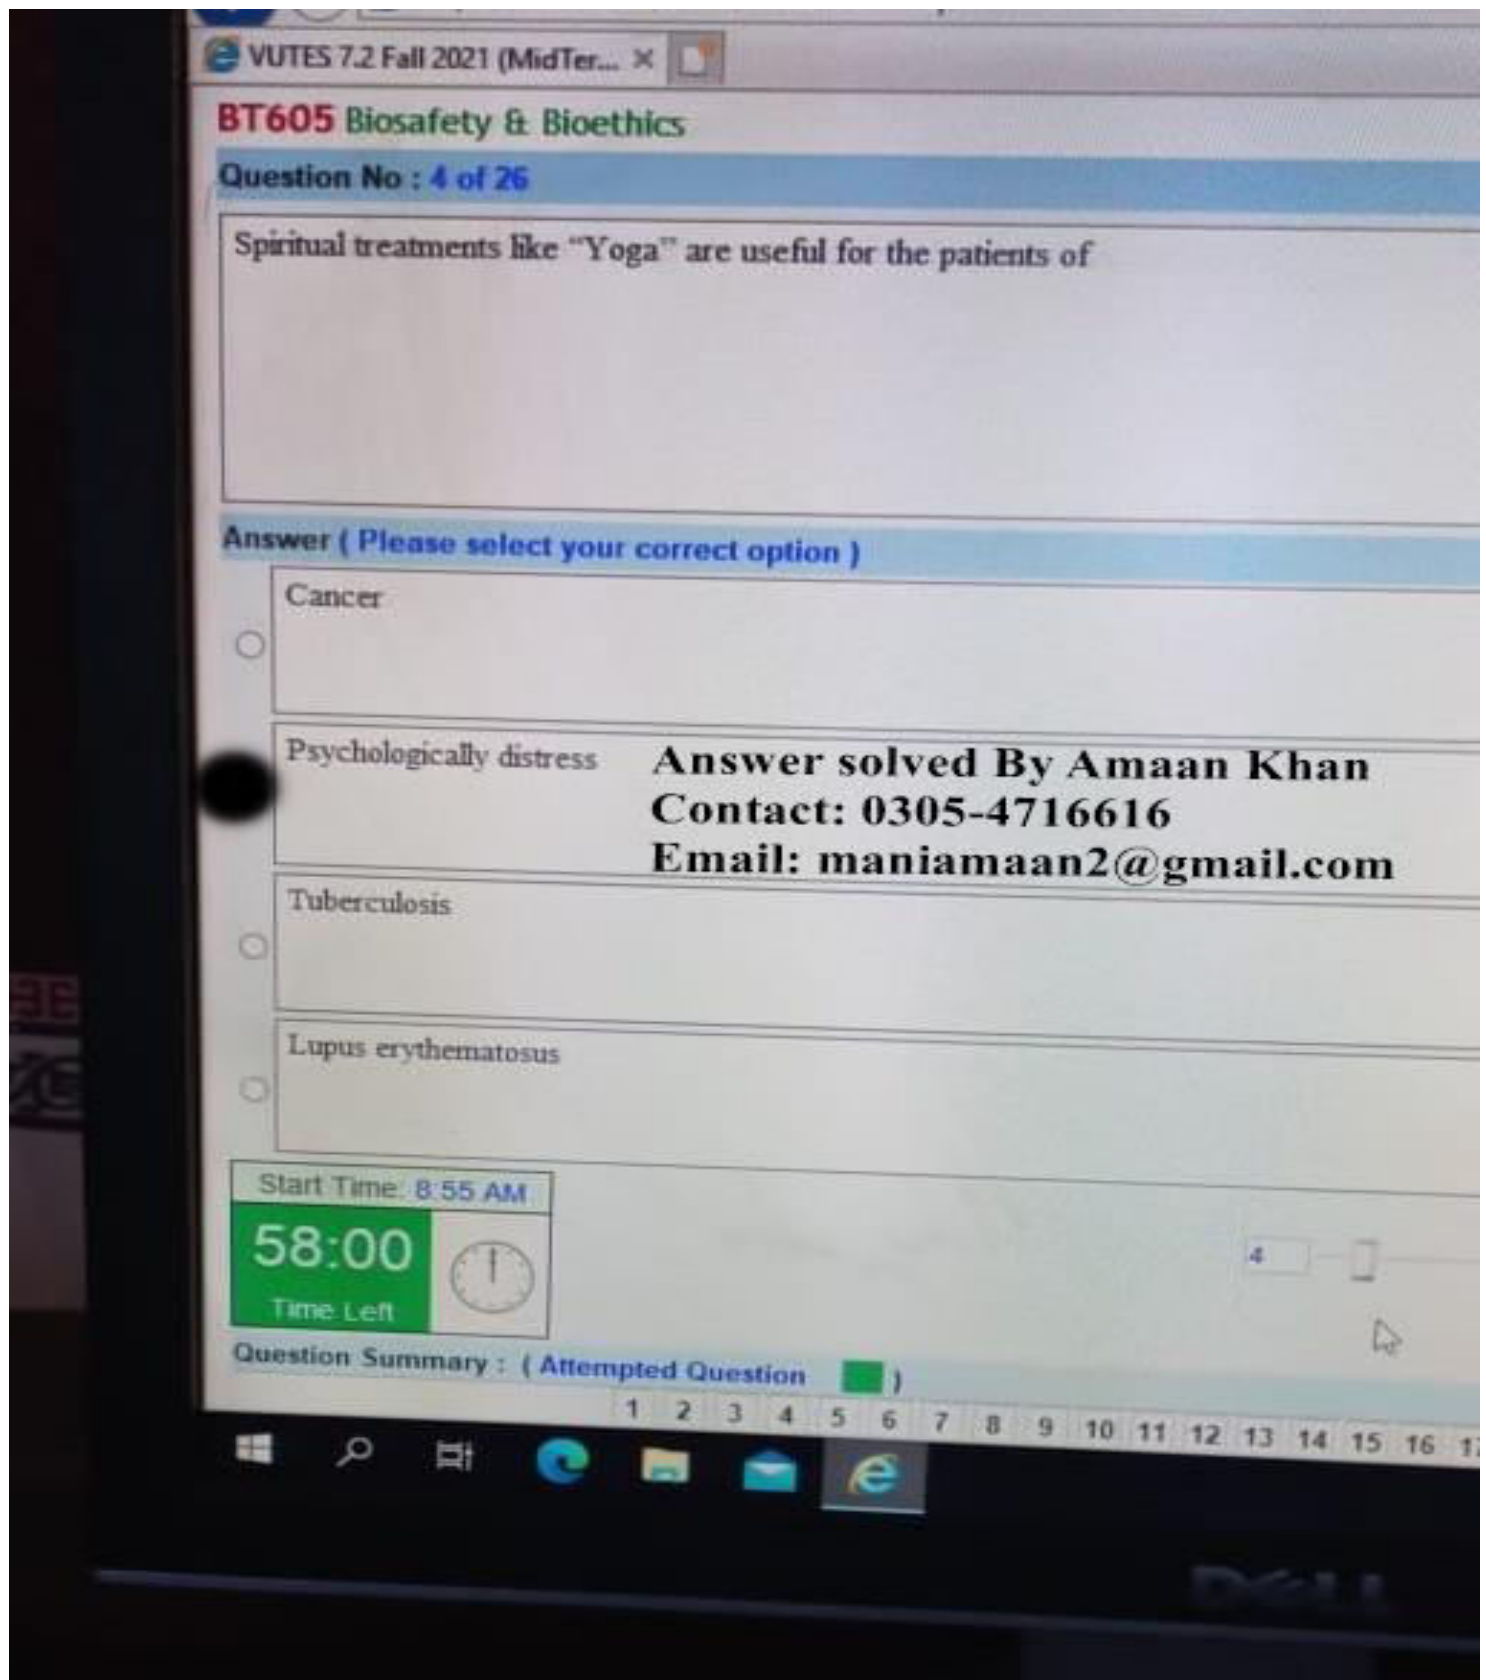 VUTES 7.2 Fall 2021 (MidTer...
BT605 Biosafety & Bioethics
Question No : 4 of 26
Spiritual treatments like “Yoga” are useful for the patients of
Answer ( Please select your correct option )
Cancer
Psychologically distress
Answer solved By Amaan Khan
Contact: 0305-4716616
Email: maniamaan2@gmail.com
Tuberculosis
Lupus erythematosus
Start Time: 8:55 AM
58:00
Time Left
4
Question Summary : ( Attempted Question )
1 2 3 4 5 6 7 8 9 10 11 12 13 14 15 16
DELL